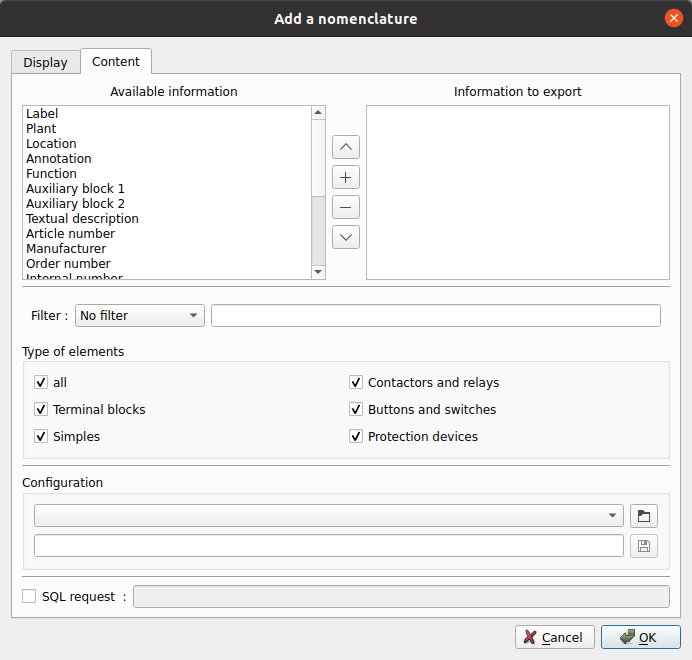 Add a nomenclature
Display
Content
Available information
Information to export
Label
Plant
Location
Annotation
Function
Auxiliary block 1
Auxiliary block 2
Textual description
Article number
Manufacturer
Order number
Internal number
Filter :
No filter
Type of elements
all
Contactors and relays
Terminal blocks
Buttons and switches
Simples
Protection devices
Configuration
SQL request :
Cancel
OK